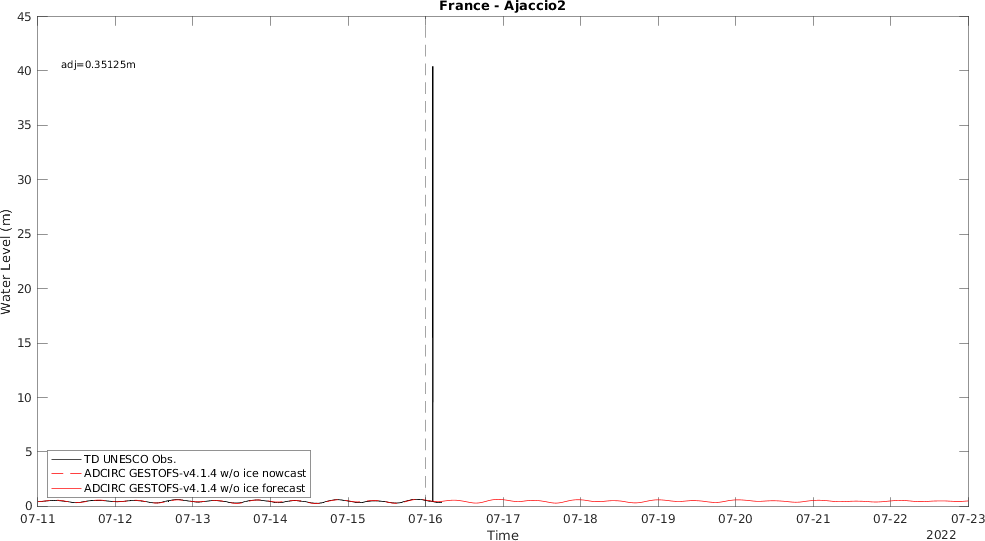 France - Ajaccio2
adj=0.35125m
Water Level (m)
45
40
35
30
25
20
15
10
5
0
TD UNESCO Obs.
ADCIRC GESTOFS-v4.1.4 w/o ice nowcast
ADCIRC GESTOFS-v4.1.4 w/o ice forecast
07-11 07-12 07-13 07-14 07-15 07-16 07-17 07-18 07-19 07-20 07-21 07-22 07-23
Time
2022